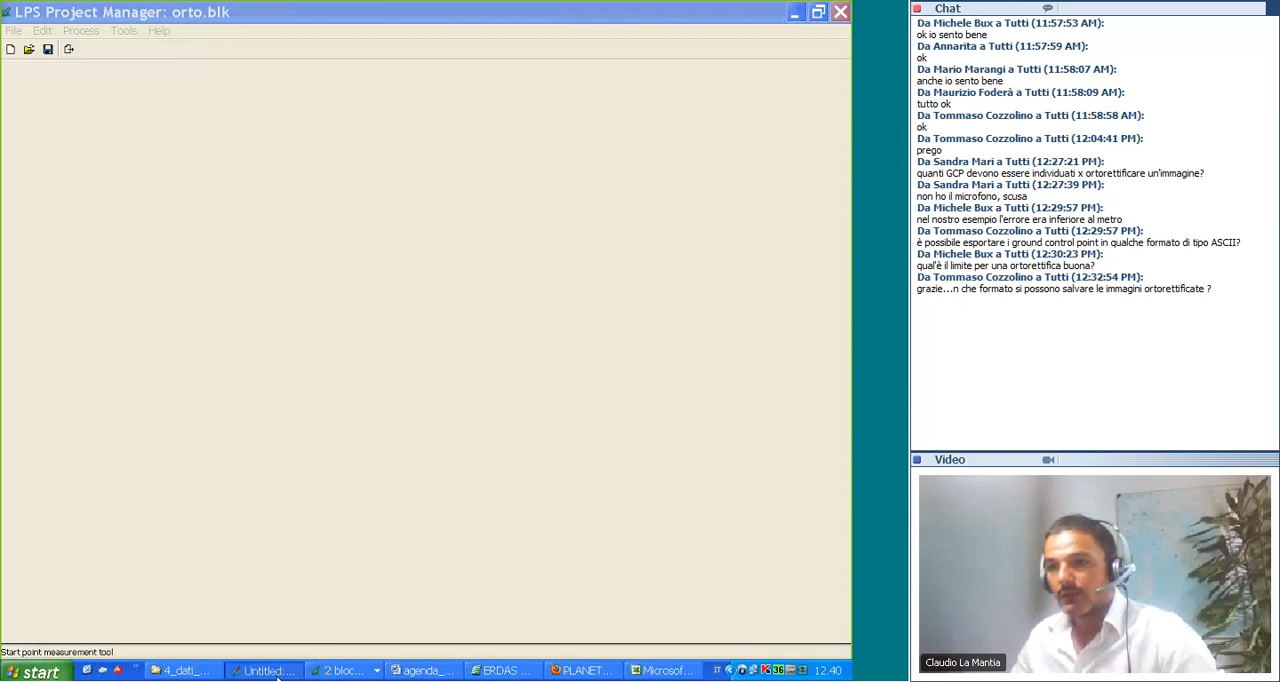 LPS Project Manager: orto.blk
File Edit Process Tools Help
Start point measurement tool
start
4_dati_...
Untitled:...
2 bloc...
agenda_...
ERDAS ...
PLANET...
Microsof...
IT
36
12.40
Chat
Da Michele Bux a Tutti (11:57:53 AM):
ok io sento bene
Da Annarita a Tutti (11:57:59 AM):
ok
Da Mario Marangi a Tutti (11:58:07 AM):
anche io sento bene
Da Maurizio Foderà a Tutti (11:58:09 AM):
tutto ok
Da Tommaso Cozzolino a Tutti (11:58:58 AM):
ok
Da Tommaso Cozzolino a Tutti (12:04:41 PM):
prego
Da Sandra Mari a Tutti (12:27:21 PM):
quanti GCP devono essere individuati x ortorettificare un'immagine?
Da Sandra Mari a Tutti (12:27:39 PM):
non ho il microfono, scusa
Da Michele Bux a Tutti (12:29:57 PM):
nel nostro esempio l'errore era inferiore al metro
Da Tommaso Cozzolino a Tutti (12:29:57 PM):
è possibile esportare i ground control point in qualche formato di tipo ASCII?
Da Michele Bux a Tutti (12:30:23 PM):
qual'è il limite per una ortorettifica buona?
Da Tommaso Cozzolino a Tutti (12:32:54 PM):
grazie...n che formato si possono salvare le immagini ortorettificate ?
Video
Claudio La Mantia